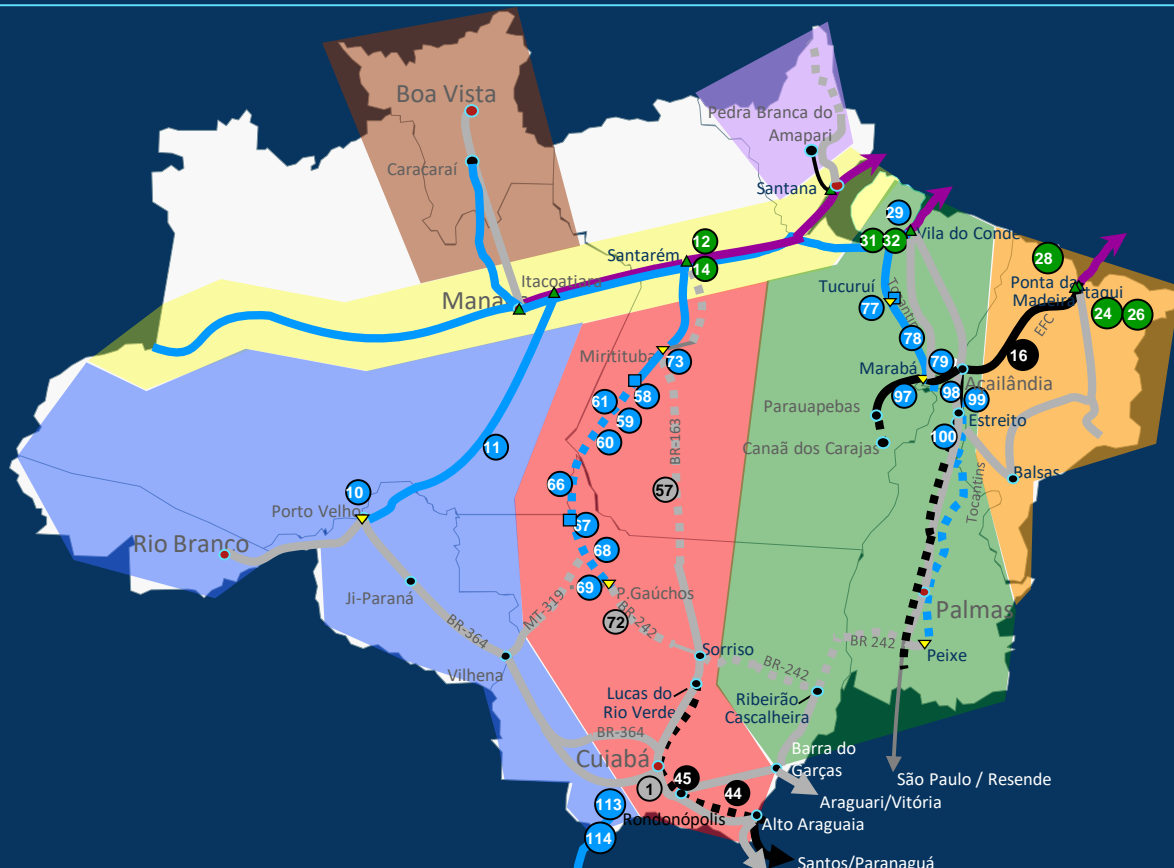 Boa Vista
Caracaraí
Pedra Branca do
Amapari
Santana
29
31
32
Vila do Conde
28
12
14
Santarém
Itacoatiara
Tucuruí
77
Tocantins
78
Ponta da
Madeira
24
26
EFC
16
Miritituba
73
Marabá
79
Açailândia
97
98
99
Parauapebas
Estreito
58
61
59
60
BR-163
100
Canaã dos Carajas
11
Balsas
57
66
10
Tocantins
Porto Velho
67
Rio Branco
68
69
P.Gaúchos
Ji-Paraná
MT-319
BR-242
72
Palmas
BR-364
BR 242
Sorriso
Peixe
BR-242
Vilhena
Lucas do
Rio Verde
Ribeirão
Cascalheira
BR-364
Cuiabá
Barra do
Garças
45
1
44
São Paulo / Resende
113
Araguari/Vitória
Rondonópolis
Alto Araguaia
114
Santos/Paranaguá